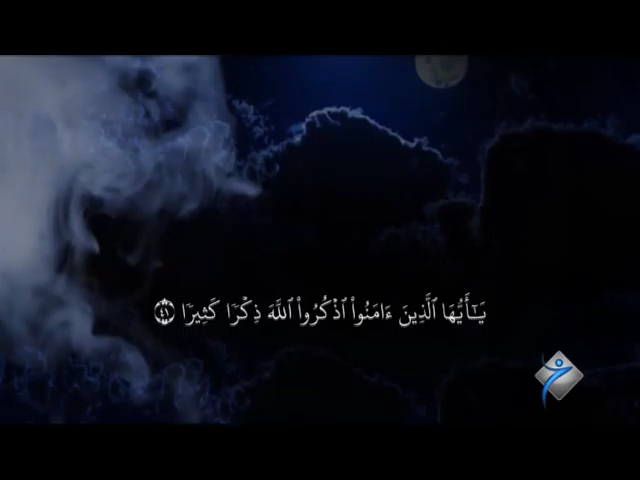 يَـٰٓأَيُّهَا ٱلَّذِينَ ءَامَنُوا۟ ٱذْكُرُوا۟ ٱللَّهَ ذِكْرًا كَثِيرًا ٤١